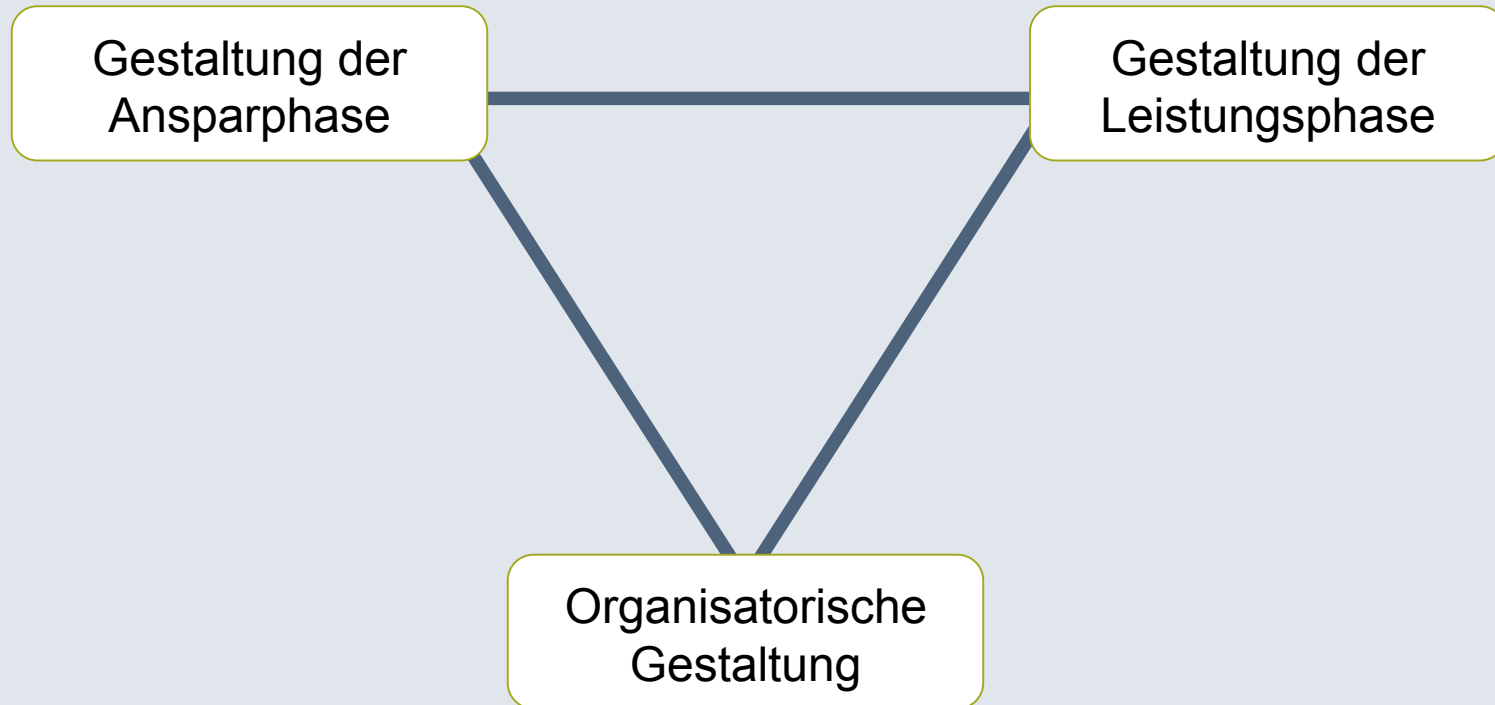 Gestaltung der
Ansparphase
Gestaltung der
Leistungsphase
Organisatorische
Gestaltung